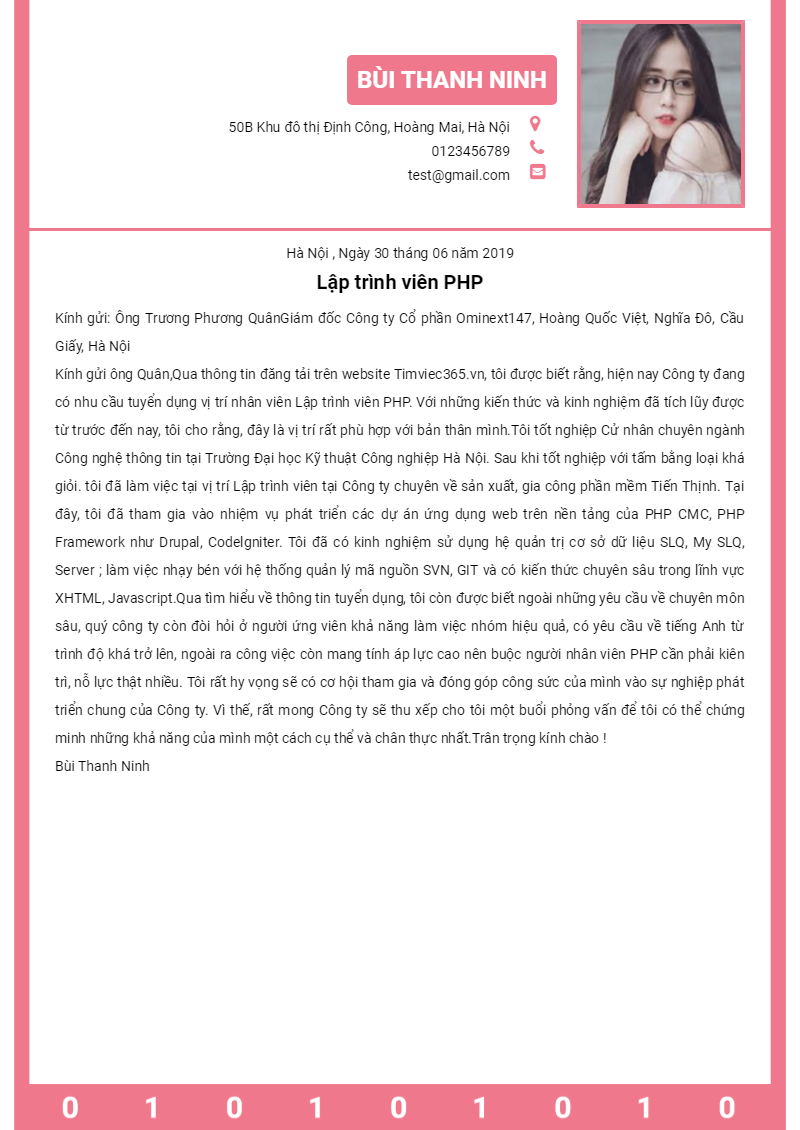 BÙI THANH NINH
50B Khu đô thị Định Công, Hoàng Mai, Hà Nội
0123456789
test@gmail.com
Hà Nội , Ngày 30 tháng 06 năm 2019
Lập trình viên PHP
Kính gửi: Ông Trương Phương QuânGiám đốc Công ty Cổ phần Ominext147, Hoàng Quốc Việt, Nghĩa Đô, Cầu
Giấy, Hà Nội
Kính gửi ông Quân,Qua thông tin đăng tải trên website Timviec365.vn, tôi được biết rằng, hiện nay Công ty đang
có nhu cầu tuyển dụng vị trí nhân viên Lập trình viên PHP. Với những kiến thức và kinh nghiệm đã tích lũy được
từ trước đến nay, tôi cho rằng, đây là vị trí rất phù hợp với bản thân mình.Tôi tốt nghiệp Cử nhân chuyên ngành
Công nghệ thông tin tại Trường Đại học Kỹ thuật Công nghiệp Hà Nội. Sau khi tốt nghiệp với tấm bằng loại khá
giỏi. tôi đã làm việc tại vị trí Lập trình viên tại Công ty chuyên về sản xuất, gia công phần mềm Tiến Thịnh. Tại
đây, tôi đã tham gia vào nhiệm vụ phát triển các dự án ứng dụng web trên nền tảng của PHP CMC, PHP
Framework như Drupal, CodeIgniter. Tôi đã có kinh nghiệm sử dụng hệ quản trị cơ sở dữ liệu SLQ, My SLQ,
Server ; làm việc nhạy bén với hệ thống quản lý mã nguồn SVN, GIT và có kiến thức chuyên sâu trong lĩnh vực
XHTML, Javascript.Qua tìm hiểu về thông tin tuyển dụng, tôi còn được biết ngoài những yêu cầu về chuyên môn
sâu, quý công ty còn đòi hỏi ở người ứng viên khả năng làm việc nhóm hiệu quả, có yêu cầu về tiếng Anh từ
trình độ khá trở lên, ngoài ra công việc còn mang tính áp lực cao nên buộc người nhân viên PHP cần phải kiên
trì, nỗ lực thật nhiều. Tôi rất hy vọng sẽ có cơ hội tham gia và đóng góp công sức của mình vào sự nghiệp phát
triển chung của Công ty. Vì thế, rất mong Công ty sẽ thu xếp cho tôi một buổi phỏng vấn để tôi có thể chứng
minh những khả năng của mình một cách cụ thể và chân thực nhất.Trân trọng kính chào !
Bùi Thanh Ninh
0 1 0 1 0 1 0 1 0